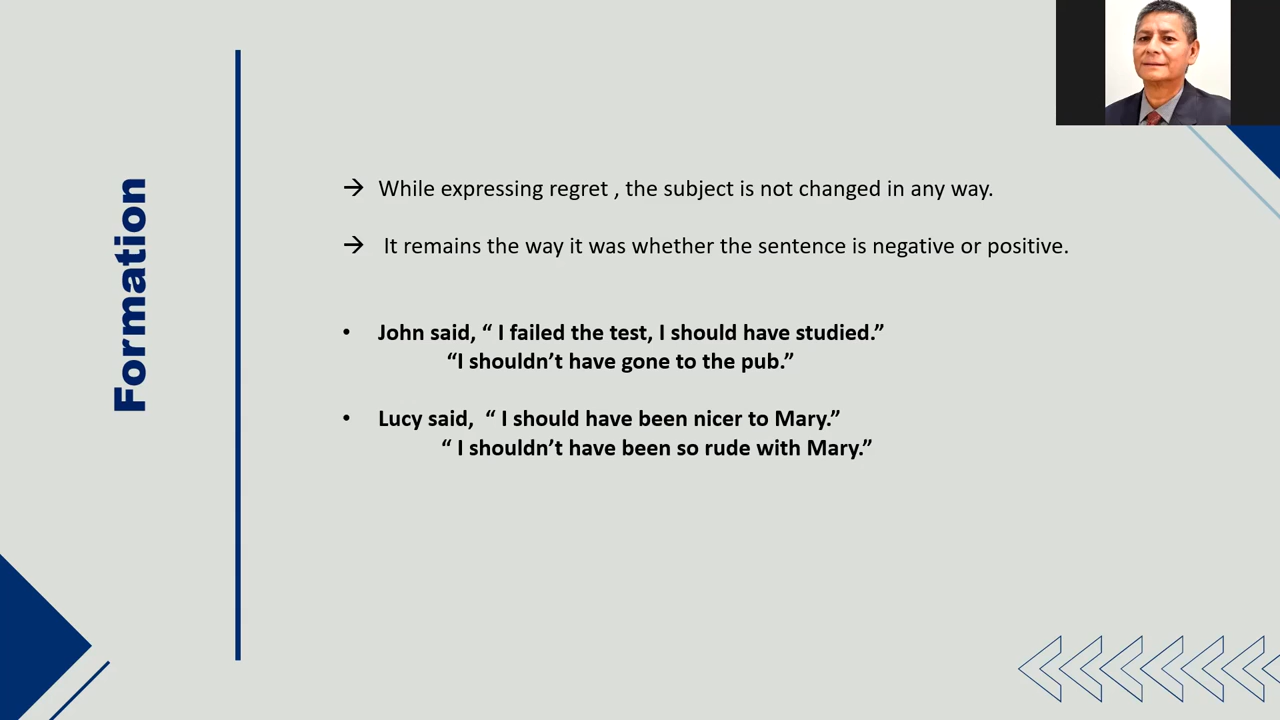 Formation
→ While expressing regret , the subject is not changed in any way.
→ It remains the way it was whether the sentence is negative or positive.
• John said, “ I failed the test, I should have studied.”
“I shouldn’t have gone to the pub.”
• Lucy said, “ I should have been nicer to Mary.”
“ I shouldn’t have been so rude with Mary.”